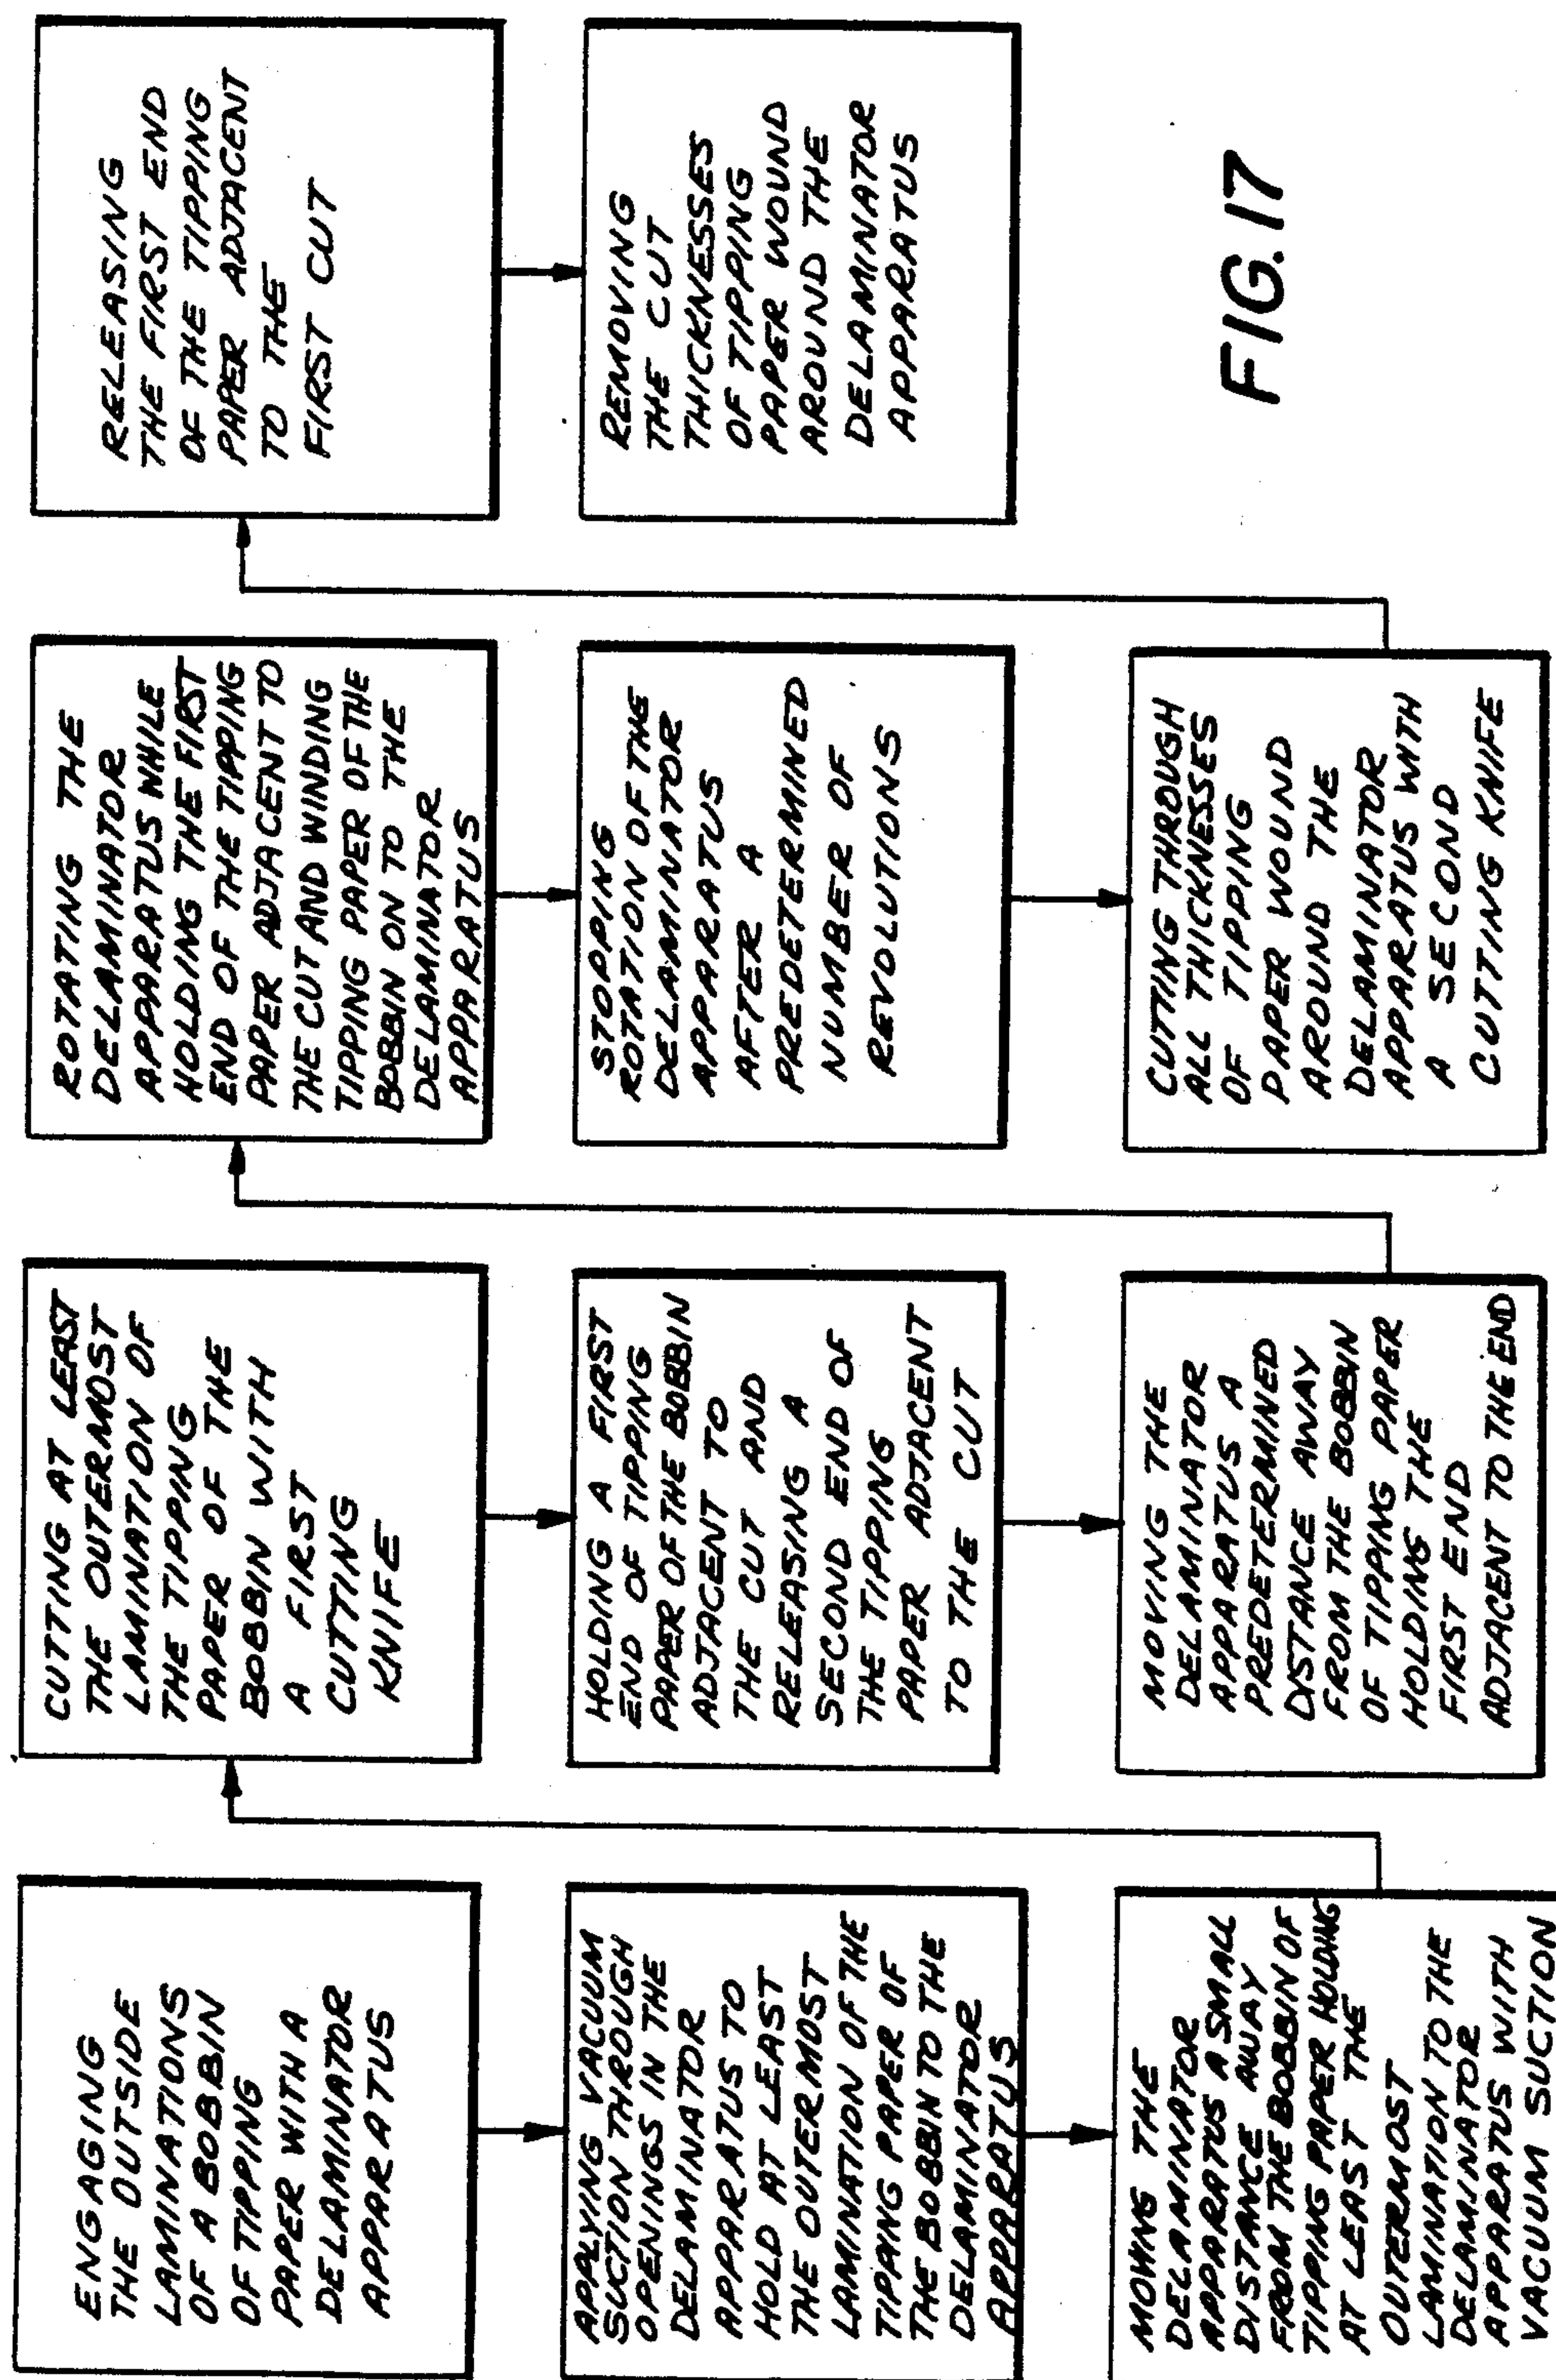 ENGAGING
THE OUTSIDE
LAMINATIONS
OF A BOBBIN
OF TIPPING
PAPER WITH A
DELAMINATOR
APPARATUS
APPLYING VACUUM
SUCTION THROUGH
OPENINGS IN THE
DELAMINATOR
APPARATUS TO
HOLD AT LEAST
THE OUTERMOST
LAMINATION OF THE
TIPPING PAPER OF
THE BOBBIN TO THE
DELAMINATOR
APPARATUS
MOVING THE
DELAMINATOR
APPARATUS A SMALL
DISTANCE AWAY
FROM THE BOBBIN OF
TIPPING PAPER HOLDING
AT LEAST THE
OUTERMOST
LAMINATION TO THE
DELAMINATOR
APPARATUS WITH
VACUUM SUCTION
CUTTING AT LEAST
THE OUTERMOST
LAMINATION OF
THE TIPPING
PAPER OF THE
BOBBIN WITH
A FIRST
CUTTING
KNIFE
HOLDING A FIRST
END OF TIPPING
PAPER OF THE BOBBIN
ADJACENT TO
THE CUT AND
RELEASING A
SECOND END OF
THE TIPPING
PAPER ADJACENT
TO THE CUT
MOVING THE
DELAMINATOR
APPARATUS A
PREDETERMINED
DISTANCE AWAY
FROM THE BOBBIN
OF TIPPING PAPER
HOLDING THE
FIRST END
ADJACENT TO THE END
ROTATING THE
DELAMINATOR
APPARATUS WHILE
HOLDING THE FIRST
END OF THE TIPPING
PAPER ADJACENT TO
THE CUT AND WINDING
TIPPING PAPER OF THE
BOBBIN ON TO THE
DELAMINATOR
APPARATUS
STOPPING
ROTATION OF THE
DELAMINATOR
APPARATUS
AFTER A
PREDETERMINED
NUMBER OF
REVOLUTIONS
CUTTING THROUGH
ALL THICKNESSES
OF TIPPING
PAPER WOUND
AROUND THE
DELAMINATOR
APPARATUS WITH
A SECOND
CUTTING KNIFE
RELEASING
THE FIRST END
OF THE TIPPING
PAPER ADJACENT
TO THE
FIRST CUT
REMOVING
THE CUT
THICKNESSES
OF TIPPING
PAPER WOUND
AROUND THE
DELAMINATOR
APPARATUS
FIG.17